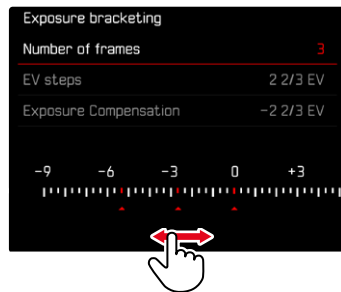 Exposure bracketing
Number of frames 3
EV steps 2 2/3 EV
Exposure Compensation -2 2/3 EV
-9 -6 -3 0 +3